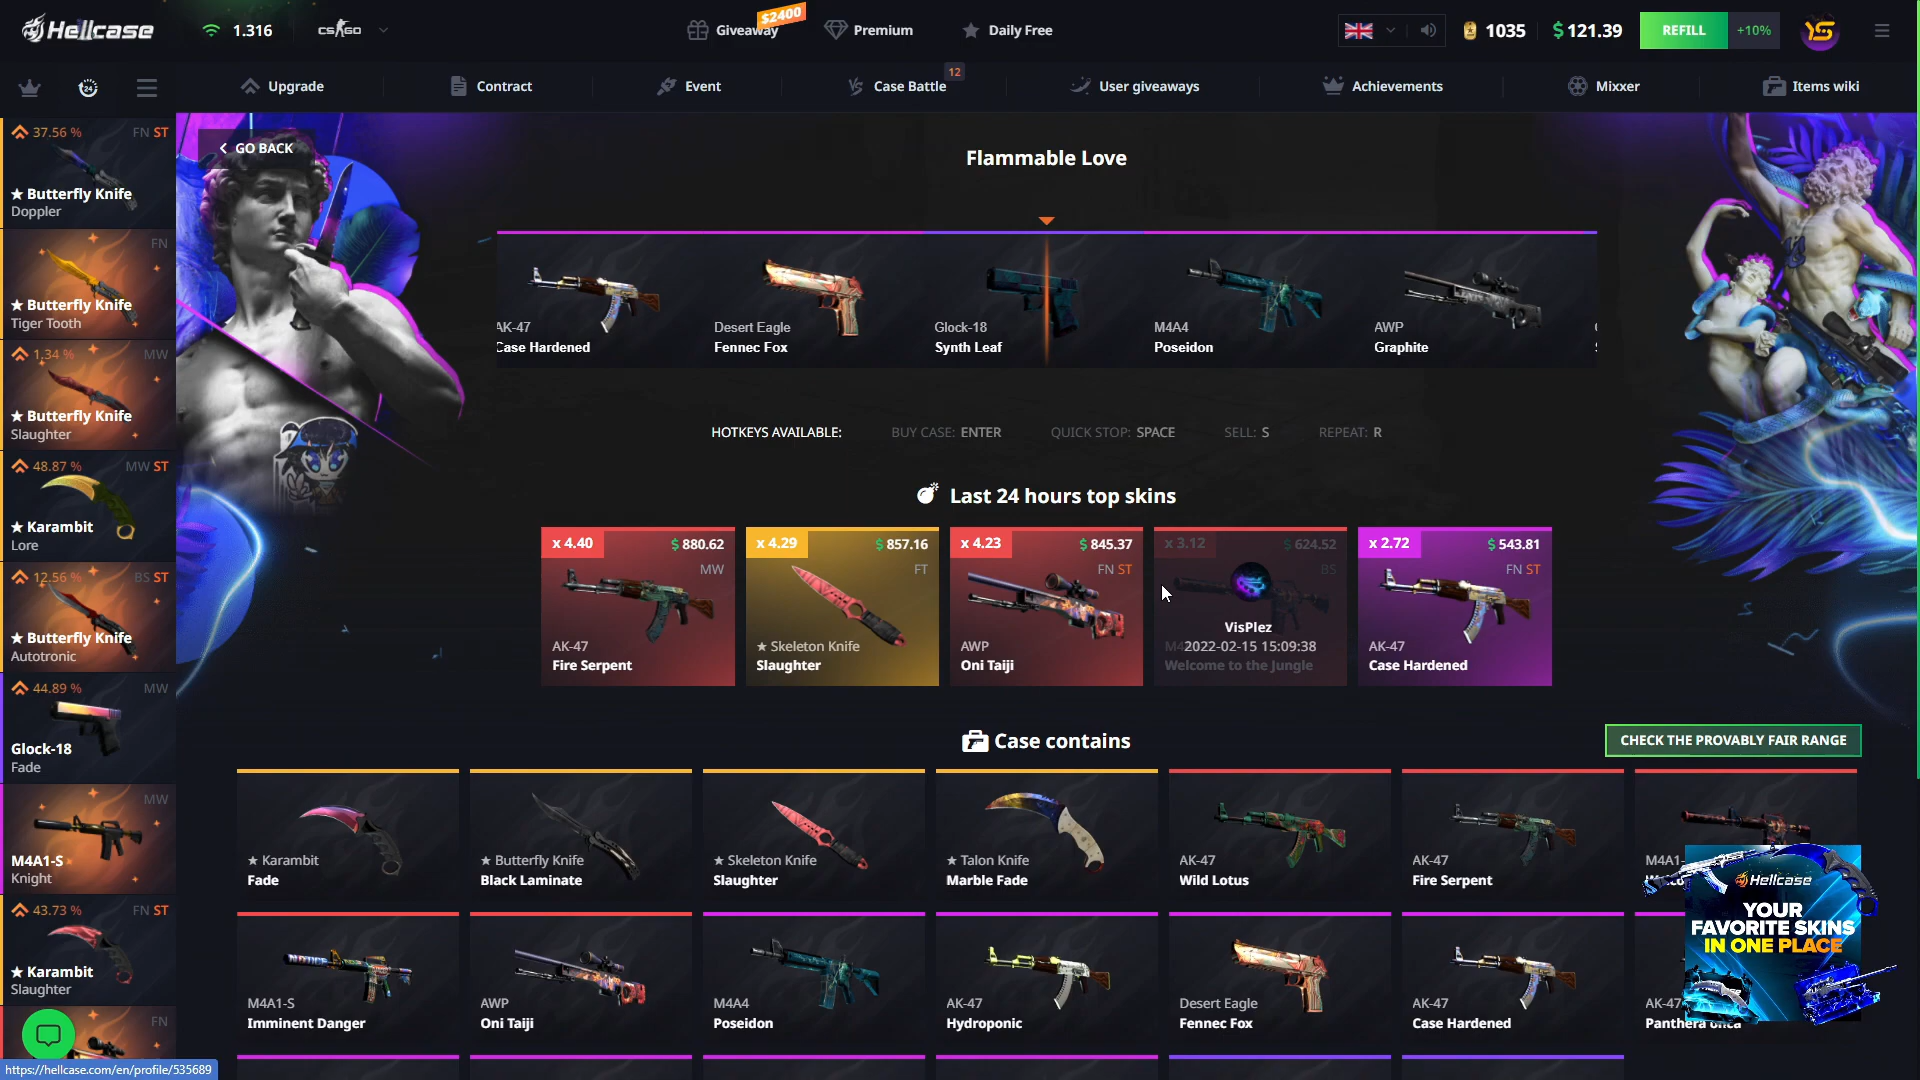 Hellcase
1.316
CS:GO
Giveaway
$2400
Premium
Daily Free
1035
$ 121.39
REFILL
+10%
24
Upgrade
Contract
Event
Case Battle
12
User giveaways
Achievements
Mixxer
Items wiki
37.56 %
FN ST
★ Butterfly Knife
Doppler
FN
★ Butterfly Knife
Tiger Tooth
1.34 %
MW
★ Butterfly Knife
Slaughter
48.87 %
MW ST
★ Karambit
Lore
12.56 %
BS ST
★ Butterfly Knife
Autotronic
44.89 %
MW
Glock-18
Fade
MW
M4A1-S
Knight
43.73 %
FN ST
★ Karambit
Slaughter
FN
https://hellcase.com/en/profile/535689
GO BACK
Flammable Love
AK-47
Case Hardened
Desert Eagle
Fennec Fox
Glock-18
Synth Leaf
M4A4
Poseidon
AWP
Graphite
HOTKEYS AVAILABLE:
BUY CASE: ENTER
QUICK STOP: SPACE
SELL: S
REPEAT: R
Last 24 hours top skins
x 4.40
$ 880.62
MW
AK-47
Fire Serpent
x 4.29
$ 857.16
FT
★ Skeleton Knife
Slaughter
x 4.23
$ 845.37
FN ST
AWP
Oni Taiji
x 3.12
$ 624.52
BS
VisPlez
2022-02-15 15:09:38
Welcome to the Jungle
x 2.72
$ 543.81
FN ST
AK-47
Case Hardened
Case contains
CHECK THE PROVABLY FAIR RANGE
★ Karambit
Fade
★ Butterfly Knife
Black Laminate
★ Skeleton Knife
Slaughter
★ Talon Knife
Marble Fade
AK-47
Wild Lotus
AK-47
Fire Serpent
M4A1-
M4A1-S
Imminent Danger
AWP
Oni Taiji
M4A4
Poseidon
AK-47
Hydroponic
Desert Eagle
Fennec Fox
AK-47
Case Hardened
AK-47
Panthera onca
Hellcase
YOUR
FAVORITE SKINS
IN ONE PLACE